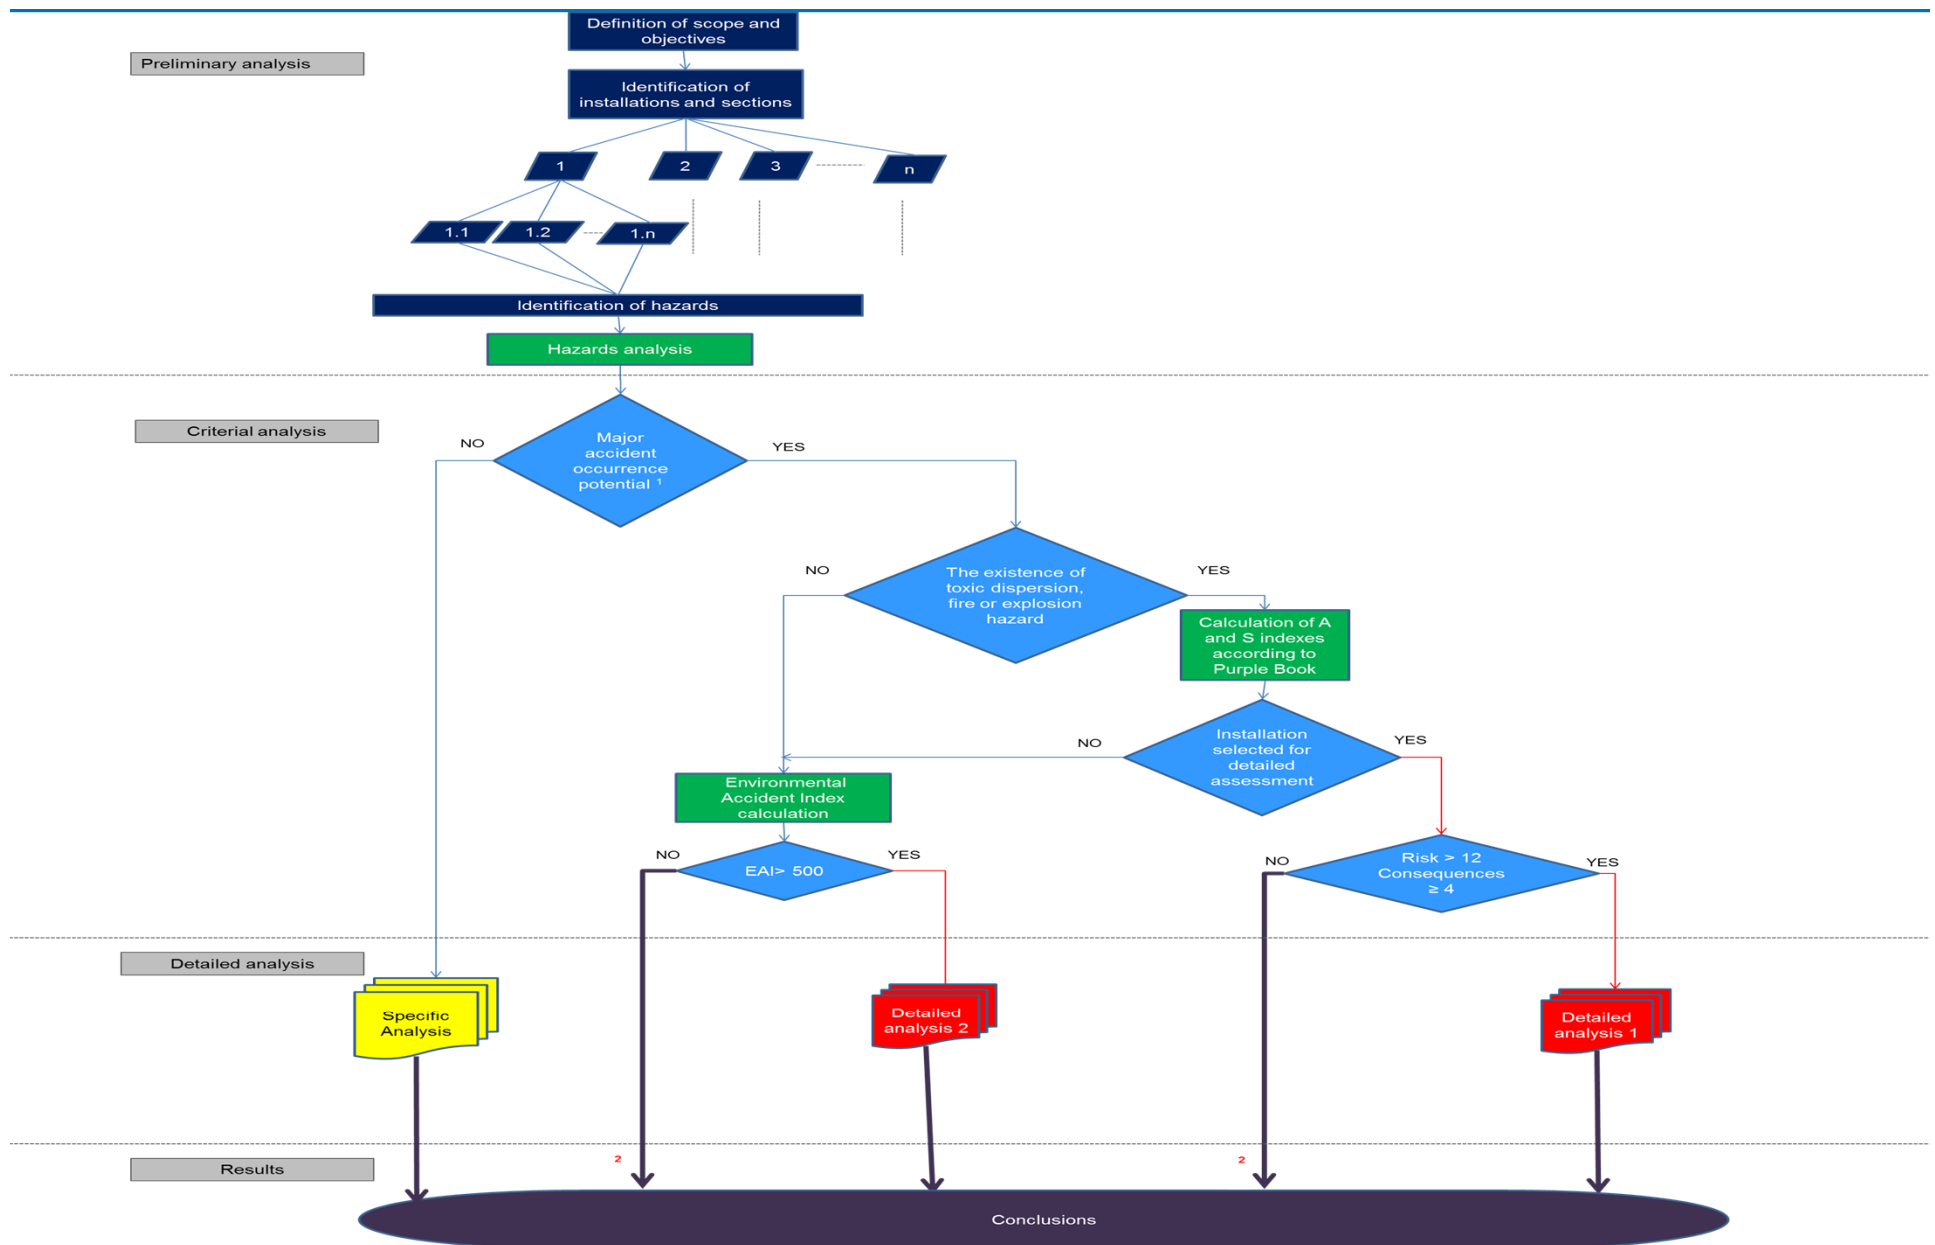 Definition of scope and
objectives
Preliminary analysis
Identification of
installations and sections
1
2
3
n
1.1
1.2
1.n
Identification of hazards
Hazards analysis
Criterial analysis
NO
Major
accident
occurrence
potential ¹
YES
NO
The existence of
toxic dispersion,
fire or explosion
hazard
YES
Calculation of A
and S indexes
according to
Purple Book
NO
Installation
selected for
detailed
assessment
YES
Environmental
Accident Index
calculation
NO
EAI> 500
YES
NO
Risk > 12
Consequences
≥ 4
YES
Detailed analysis
Specific
Analysis
Detailed
analysis 2
Detailed
analysis 1
Results
2
2
Conclusions